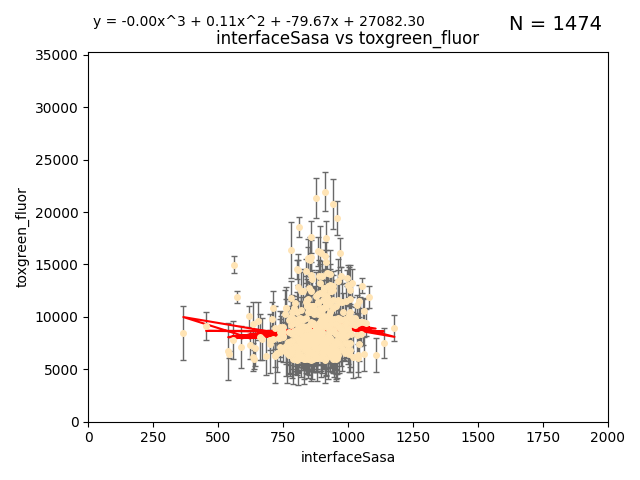 y = -0.00x^3 + 0.11x^2 + -79.67x + 27082.30
N = 1474
interfaceSasa vs toxgreen_fluor
35000
30000
25000
20000
15000
10000
5000
0
toxgreen_fluor
0 250 500 750 1000 1250 1500 1750 2000
interfaceSasa